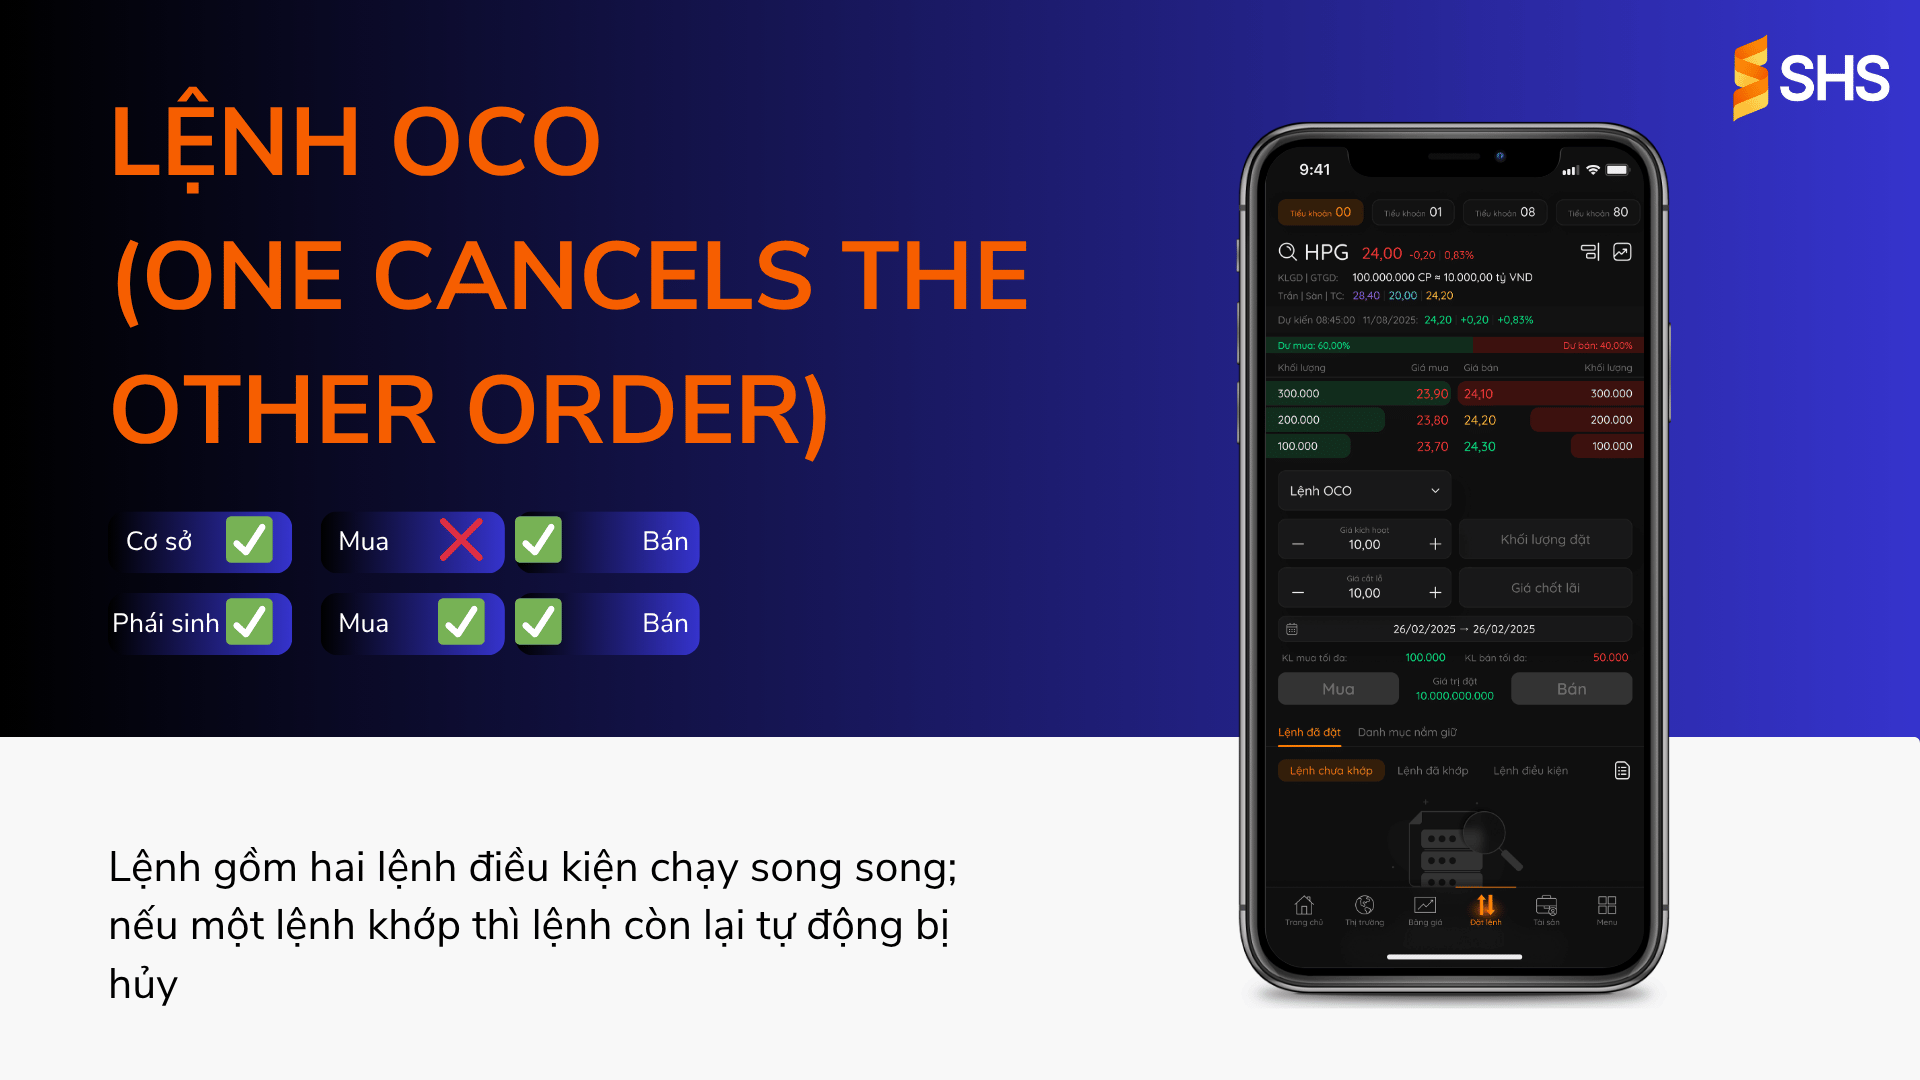 LỆNH OCO
(ONE CANCELS THE
OTHER ORDER)
SHS
Cơ sở
Mua
Bán
Phái sinh
Mua
Bán
Lệnh gồm hai lệnh điều kiện chạy song song;
nếu một lệnh khớp thì lệnh còn lại tự động bị
hủy
9:41
Tiểu khoản 00
Tiểu khoản 01
Tiểu khoản 08
Tiểu khoản 80
HPG 24,00 -0,20 | 0,83%
KLGD | GTGD: 100.000.000 CP ≈ 10.000,00 tỷ VND
Trần | Sàn | TC: 28,40 | 20,00 | 24,20
Dự kiến 08:45:00 11/08/2025: 24,20 | +0,20 | +0,83%
Dư mua: 60,00% Dư bán: 40,00%
Khối lượng Giá mua Giá bán Khối lượng
300.000 23,90 24,10 300.000
200.000 23,80 24,20 200.000
100.000 23,70 24,30 100.000
Lệnh OCO
Giá kích hoạt
10,00
Khối lượng đặt
Giá cắt lỗ
10,00
Giá chốt lãi
26/02/2025 → 26/02/2025
KL mua tối đa: 100.000 KL bán tối đa: 50.000
Mua
Giá trị đặt
10.000.000.000
Bán
Lệnh đã đặt Danh mục nắm giữ
Lệnh chưa khớp Lệnh đã khớp Lệnh điều kiện
Trang chủ Thị trường Bảng giá Đặt lệnh Tài sản Menu